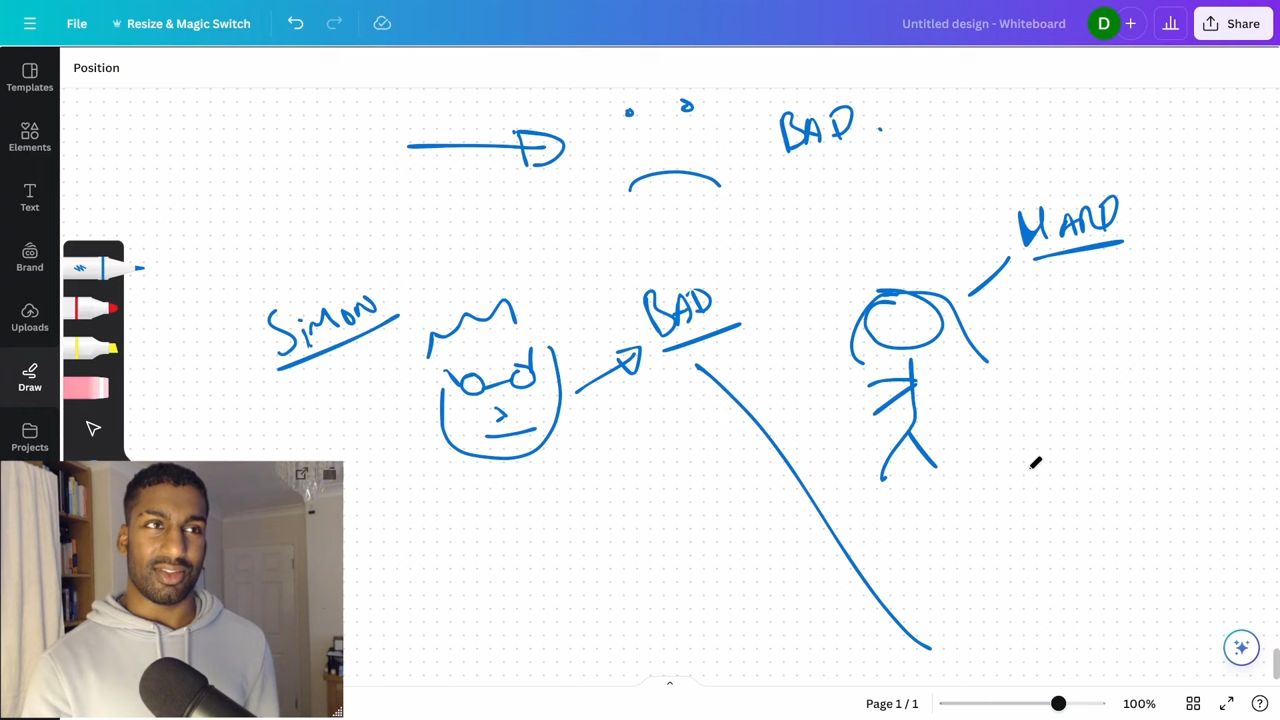 File
Resize & Magic Switch
Untitled design - Whiteboard
D
+
Share
Position
Templates
Elements
Text
Brand
Uploads
Draw
Projects
BAD.
HARD
SIMON
BAD
Page 1 / 1
100%
?